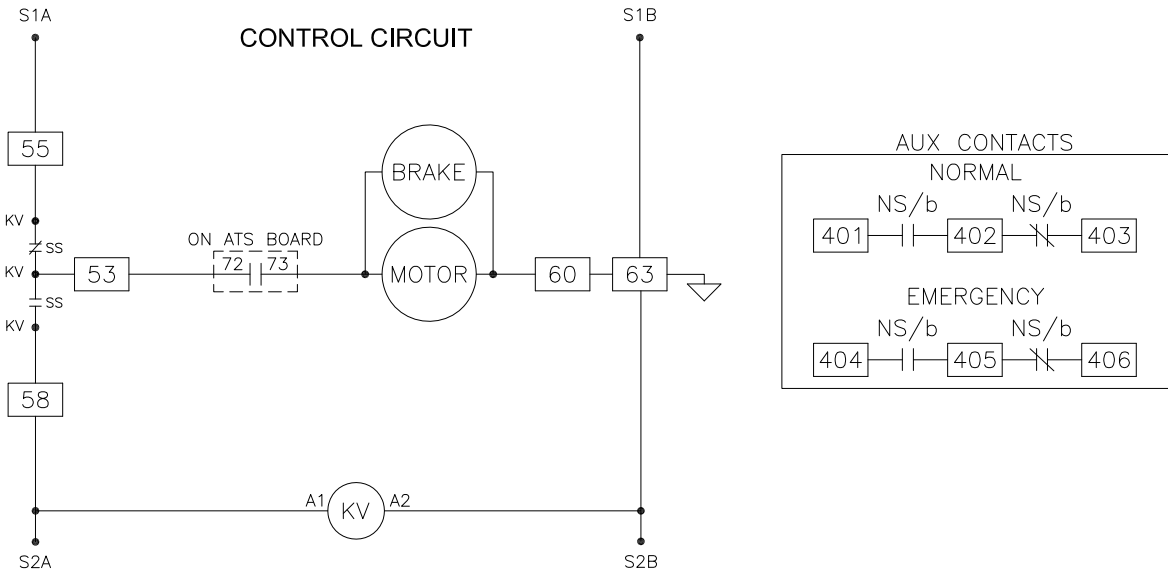 S1A
S1B
CONTROL CIRCUIT
55
BRAKE
AUX CONTACTS
NORMAL
NS/b NS/b
401 402 403
KV
SS
ON ATS BOARD
KV
53
72 73
MOTOR
60
63
SS
KV
EMERGENCY
NS/b NS/b
404 405 406
58
A1 KV A2
S2A
S2B